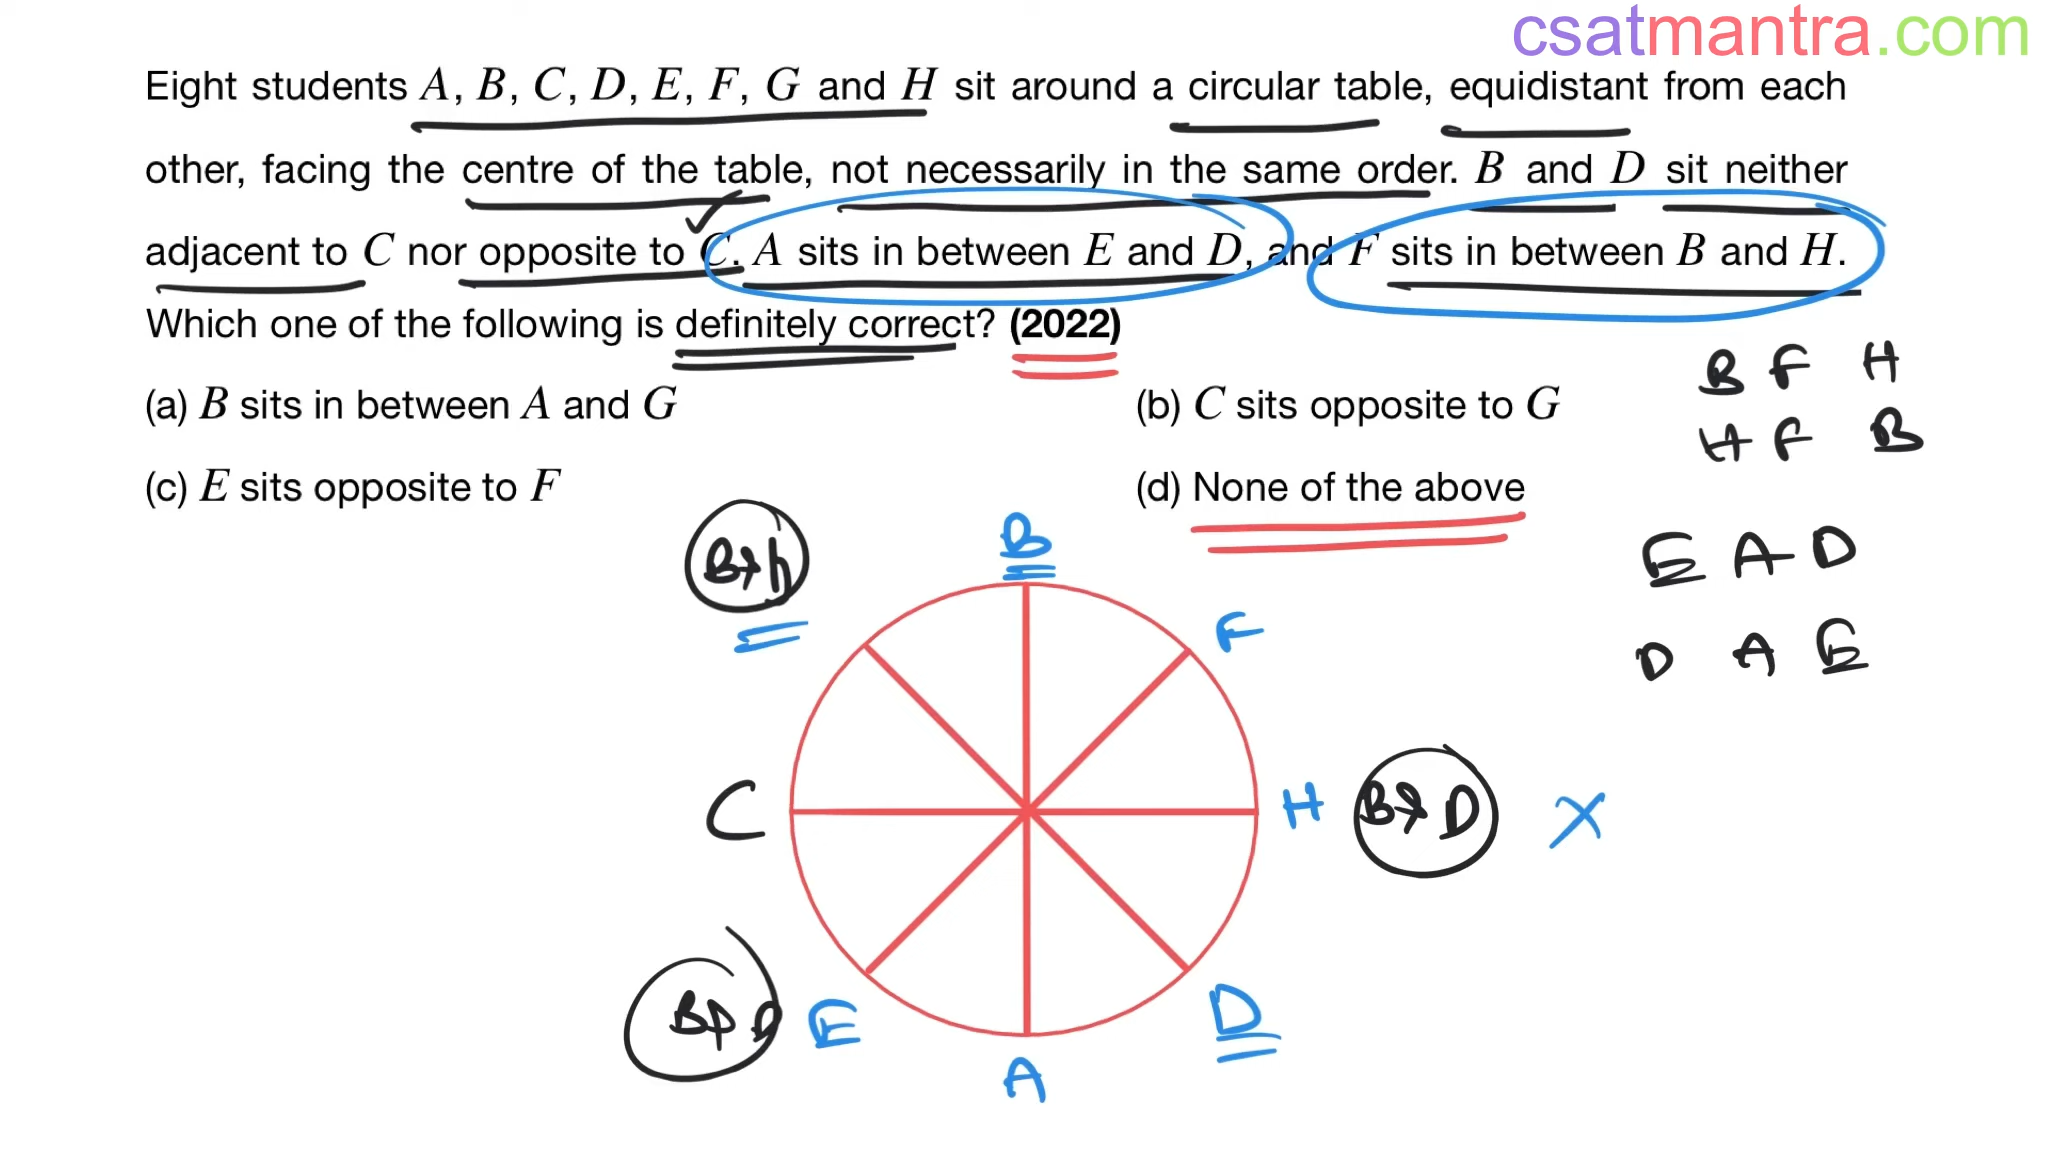 csatmantra.com
Eight students A, B, C, D, E, F, G and H sit around a circular table, equidistant from each
other, facing the centre of the table, not necessarily in the same order. B and D sit neither
adjacent to C nor opposite to C. A sits in between E and D, and F sits in between B and H.
Which one of the following is definitely correct? (2022)
(a) B sits in between A and G
(b) C sits opposite to G
(c) E sits opposite to F
(d) None of the above
B F H
H F B
E A D
D A E
B
F
C
H
E
D
A